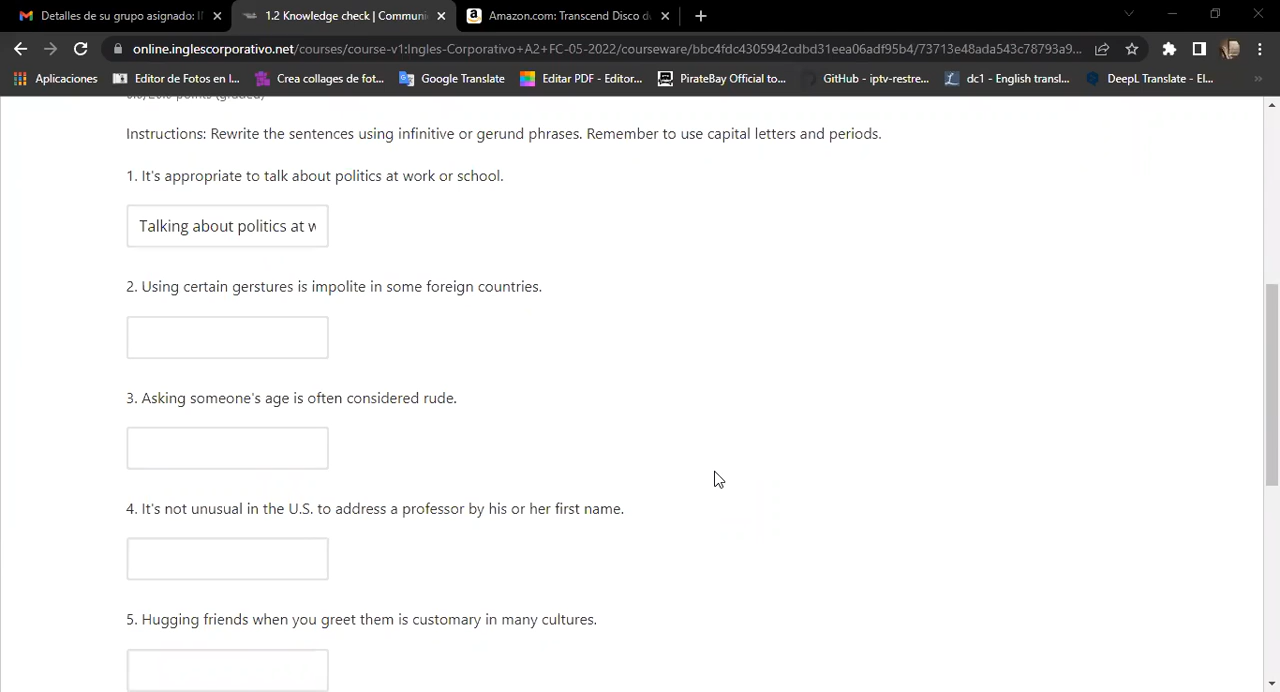 Detalles de su grupo asignado: I
1.2 Knowledge check | Communi
Amazon.com: Transcend Disco d
online.inglescorporativo.net/courses/course-v1:Ingles-Corporativo+A2+FC-05-2022/courseware/bbc4fdc4305942cdbd31eea06adf95b4/73713e48ada543c78793a9...
Aplicaciones
Editor de Fotos en l...
Crea collages de fot...
Google Translate
Editar PDF - Editor...
PirateBay Official to...
GitHub - iptv-restre...
dc1 - English transl...
DeepL Translate - El...
»
Instructions: Rewrite the sentences using infinitive or gerund phrases. Remember to use capital letters and periods.
1. It's appropriate to talk about politics at work or school.
Talking about politics at w
2. Using certain gerstures is impolite in some foreign countries.
3. Asking someone's age is often considered rude.
4. It's not unusual in the U.S. to address a professor by his or her first name.
5. Hugging friends when you greet them is customary in many cultures.